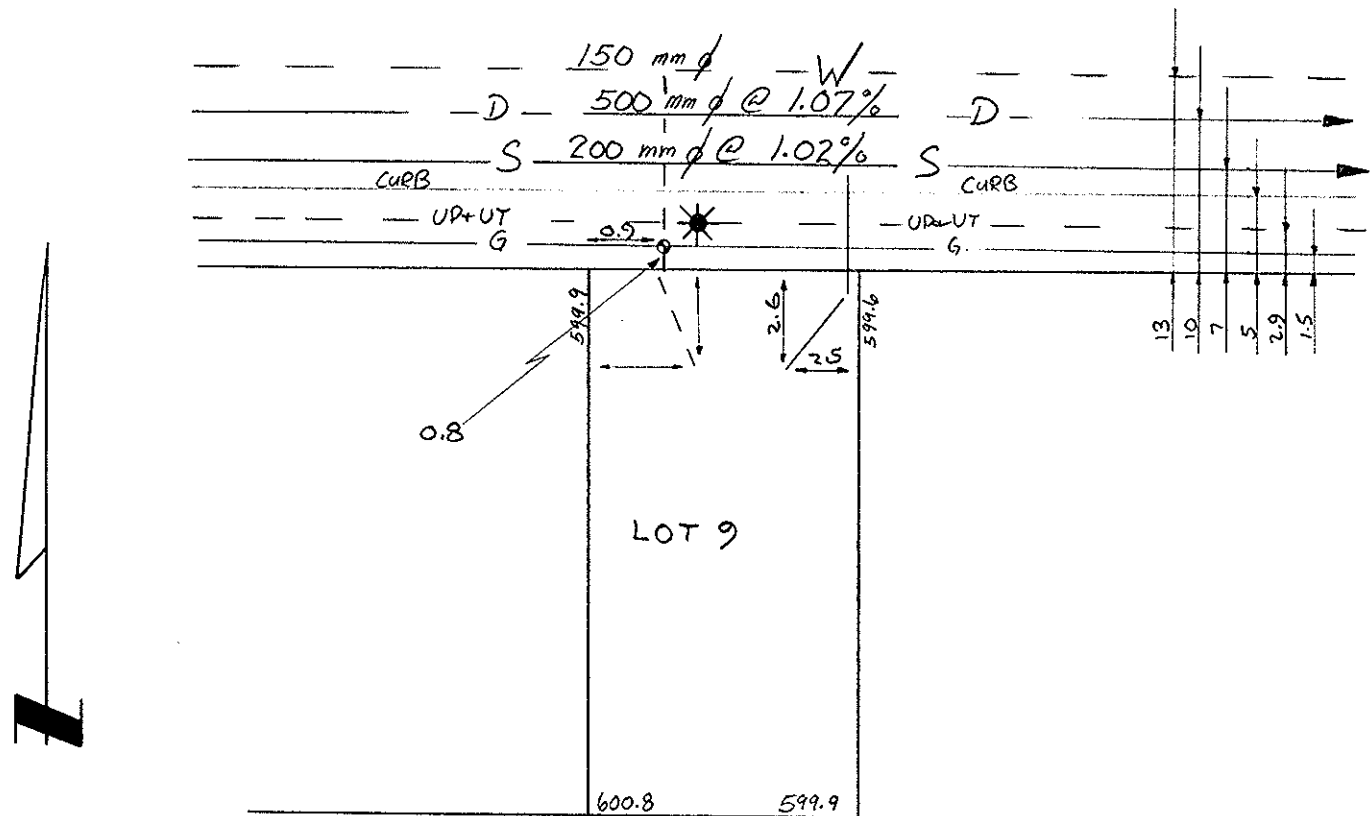 150 mm ϕ — W
D 500 mm ϕ @ 1.07% D
S 200 mm ϕ @ 1.02% S
CURB CURB
UP+UT UP+UT
G 0.5 G.
599.9 2.6 2.5 599.6
13 10 7 5 2.9 1.5
0.8
LOT 9
600.8 599.9
N